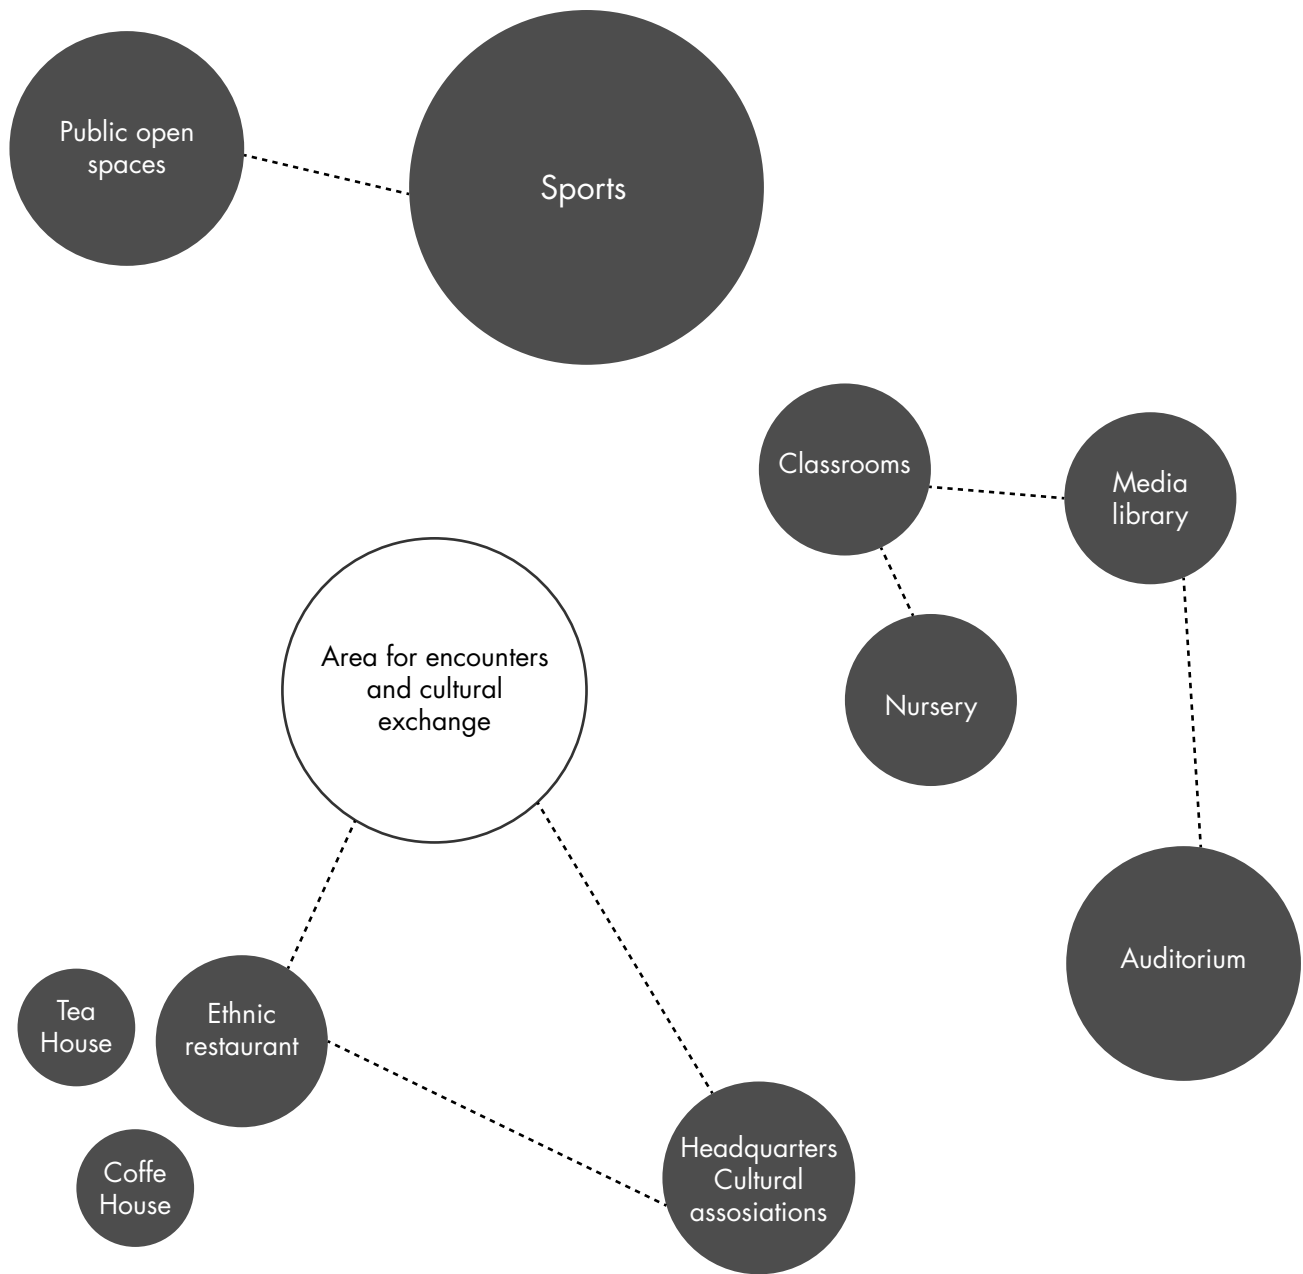 Public open
spaces
Sports
Classrooms
Media
library
Area for encounters
and cultural
exchange
Nursery
Auditorium
Tea
House
Ethnic
restaurant
Headquarters
Cultural
assosiations
Coffe
House